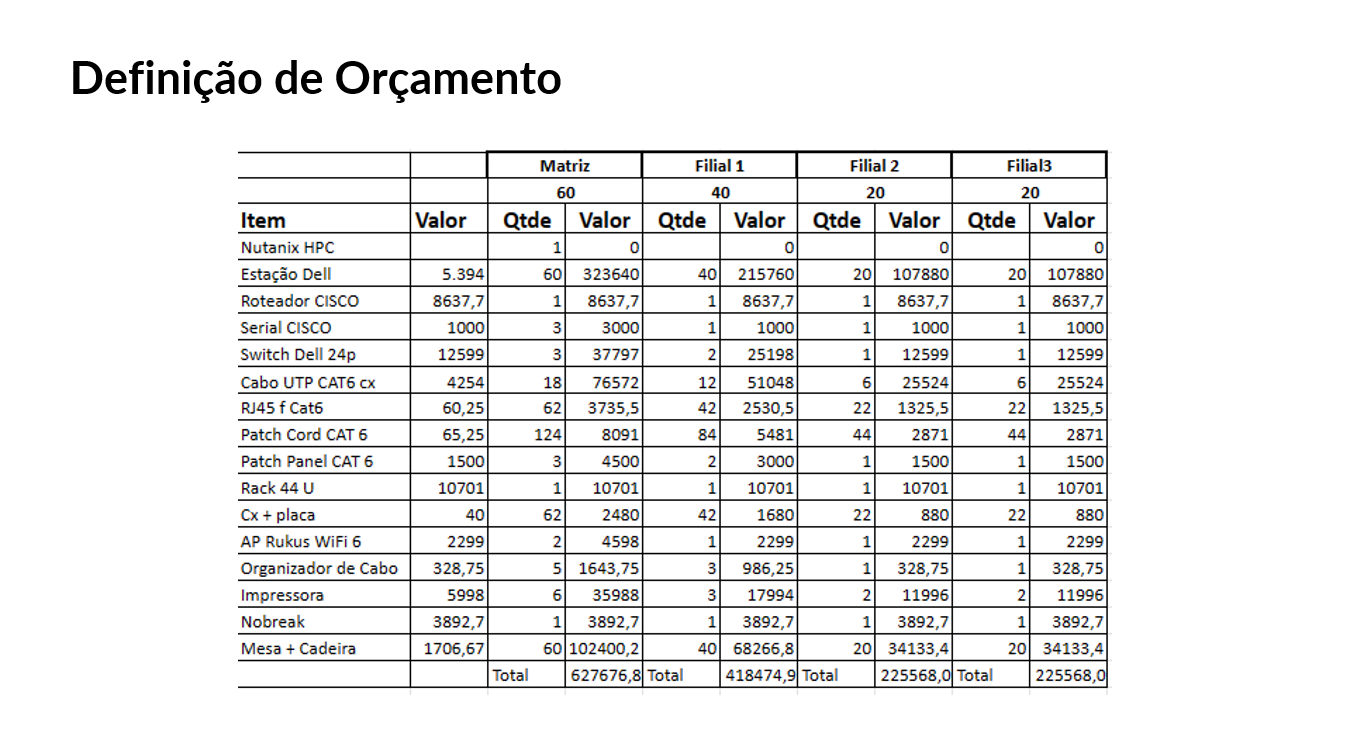 Definição de Orçamento
Matriz Filial 1 Filial 2 Filial3
60 40 20 20
Item Valor Qtde Valor Qtde Valor Qtde Valor Qtde Valor
Nutanix HPC 1 0 0 0 0
Estação Dell 5.394 60 323640 40 215760 20 107880 20 107880
Roteador CISCO 8637,7 1 8637,7 1 8637,7 1 8637,7 1 8637,7
Serial CISCO 1000 3 3000 1 1000 1 1000 1 1000
Switch Dell 24p 12599 3 37797 2 25198 1 12599 1 12599
Cabo UTP CAT6 cx 4254 18 76572 12 51048 6 25524 6 25524
RJ45 f Cat6 60,25 62 3735,5 42 2530,5 22 1325,5 22 1325,5
Patch Cord CAT 6 65,25 124 8091 84 5481 44 2871 44 2871
Patch Panel CAT 6 1500 3 4500 2 3000 1 1500 1 1500
Rack 44 U 10701 1 10701 1 10701 1 10701 1 10701
Cx + placa 40 62 2480 42 1680 22 880 22 880
AP Rukus WiFi 6 2299 2 4598 1 2299 1 2299 1 2299
Organizador de Cabo 328,75 5 1643,75 3 986,25 1 328,75 1 328,75
Impressora 5998 6 35988 3 17994 2 11996 2 11996
Nobreak 3892,7 1 3892,7 1 3892,7 1 3892,7 1 3892,7
Mesa + Cadeira 1706,67 60 102400,2 40 68266,8 20 34133,4 20 34133,4
Total 627676,8 Total 418474,9 Total 225568,0 Total 225568,0